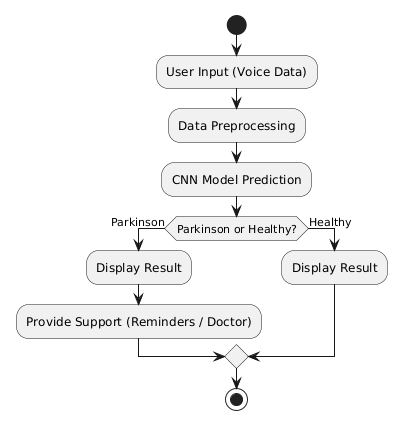 User Input (Voice Data)
Data Preprocessing
CNN Model Prediction
Parkinson or Healthy?
Parkinson
Healthy
Display Result
Display Result
Provide Support (Reminders / Doctor)